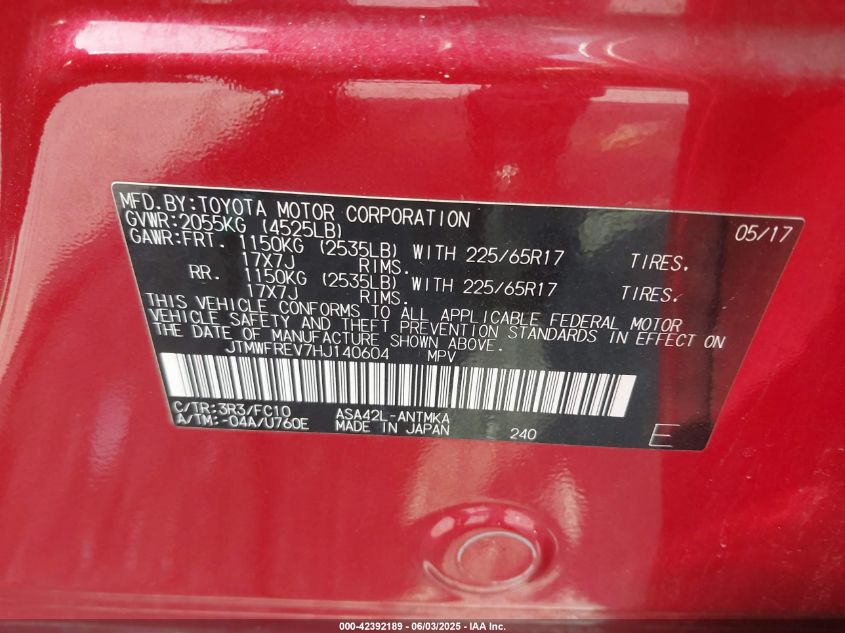 MFD.BY:TOYOTA MOTOR CORPORATION 05/17
GVWR:2055KG (4525LB)
GAWR:FRT. 1150KG (2535LB) WITH 225/65R17 TIRES,
17X7J RIMS.
RR. 1150KG (2535LB) WITH 225/65R17 TIRES.
17X7J RIMS.
THIS VEHICLE CONFORMS TO ALL APPLICABLE FEDERAL MOTOR
VEHICLE SAFETY AND THEFT PREVENTION STANDARDS IN EFFECT ON
THE DATE OF MANUFACTURE SHOWN ABOVE.
JTMWFREV7HJ140604 MPV
C/TR:3R3/FC10 ASA42L-ANTMKA
A/TM:-04A/U760E MADE IN JAPAN 240 E
000-42392189 - 06/03/2025 - IAA Inc.